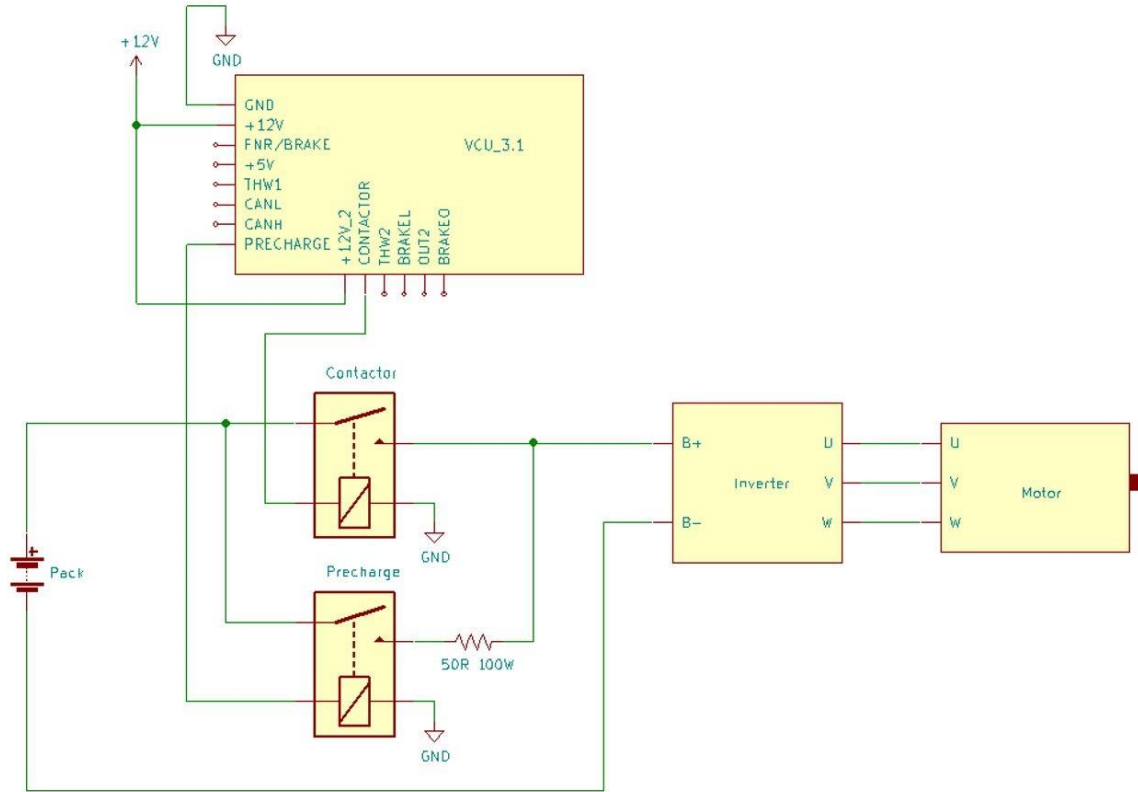 +12V
GND
GND
+12V
FNR/BRAKE
+5V
THW1
CANL
CANH
PRECHARGE
VCU_3.1
+12V_2
CONTACTOR
THW2
BRAKEL
OUT2
BRAKEO
Contactor
GND
Precharge
50R 100W
GND
+
Pack
B+
B-
Inverter
U
V
W
U
V
W
Motor